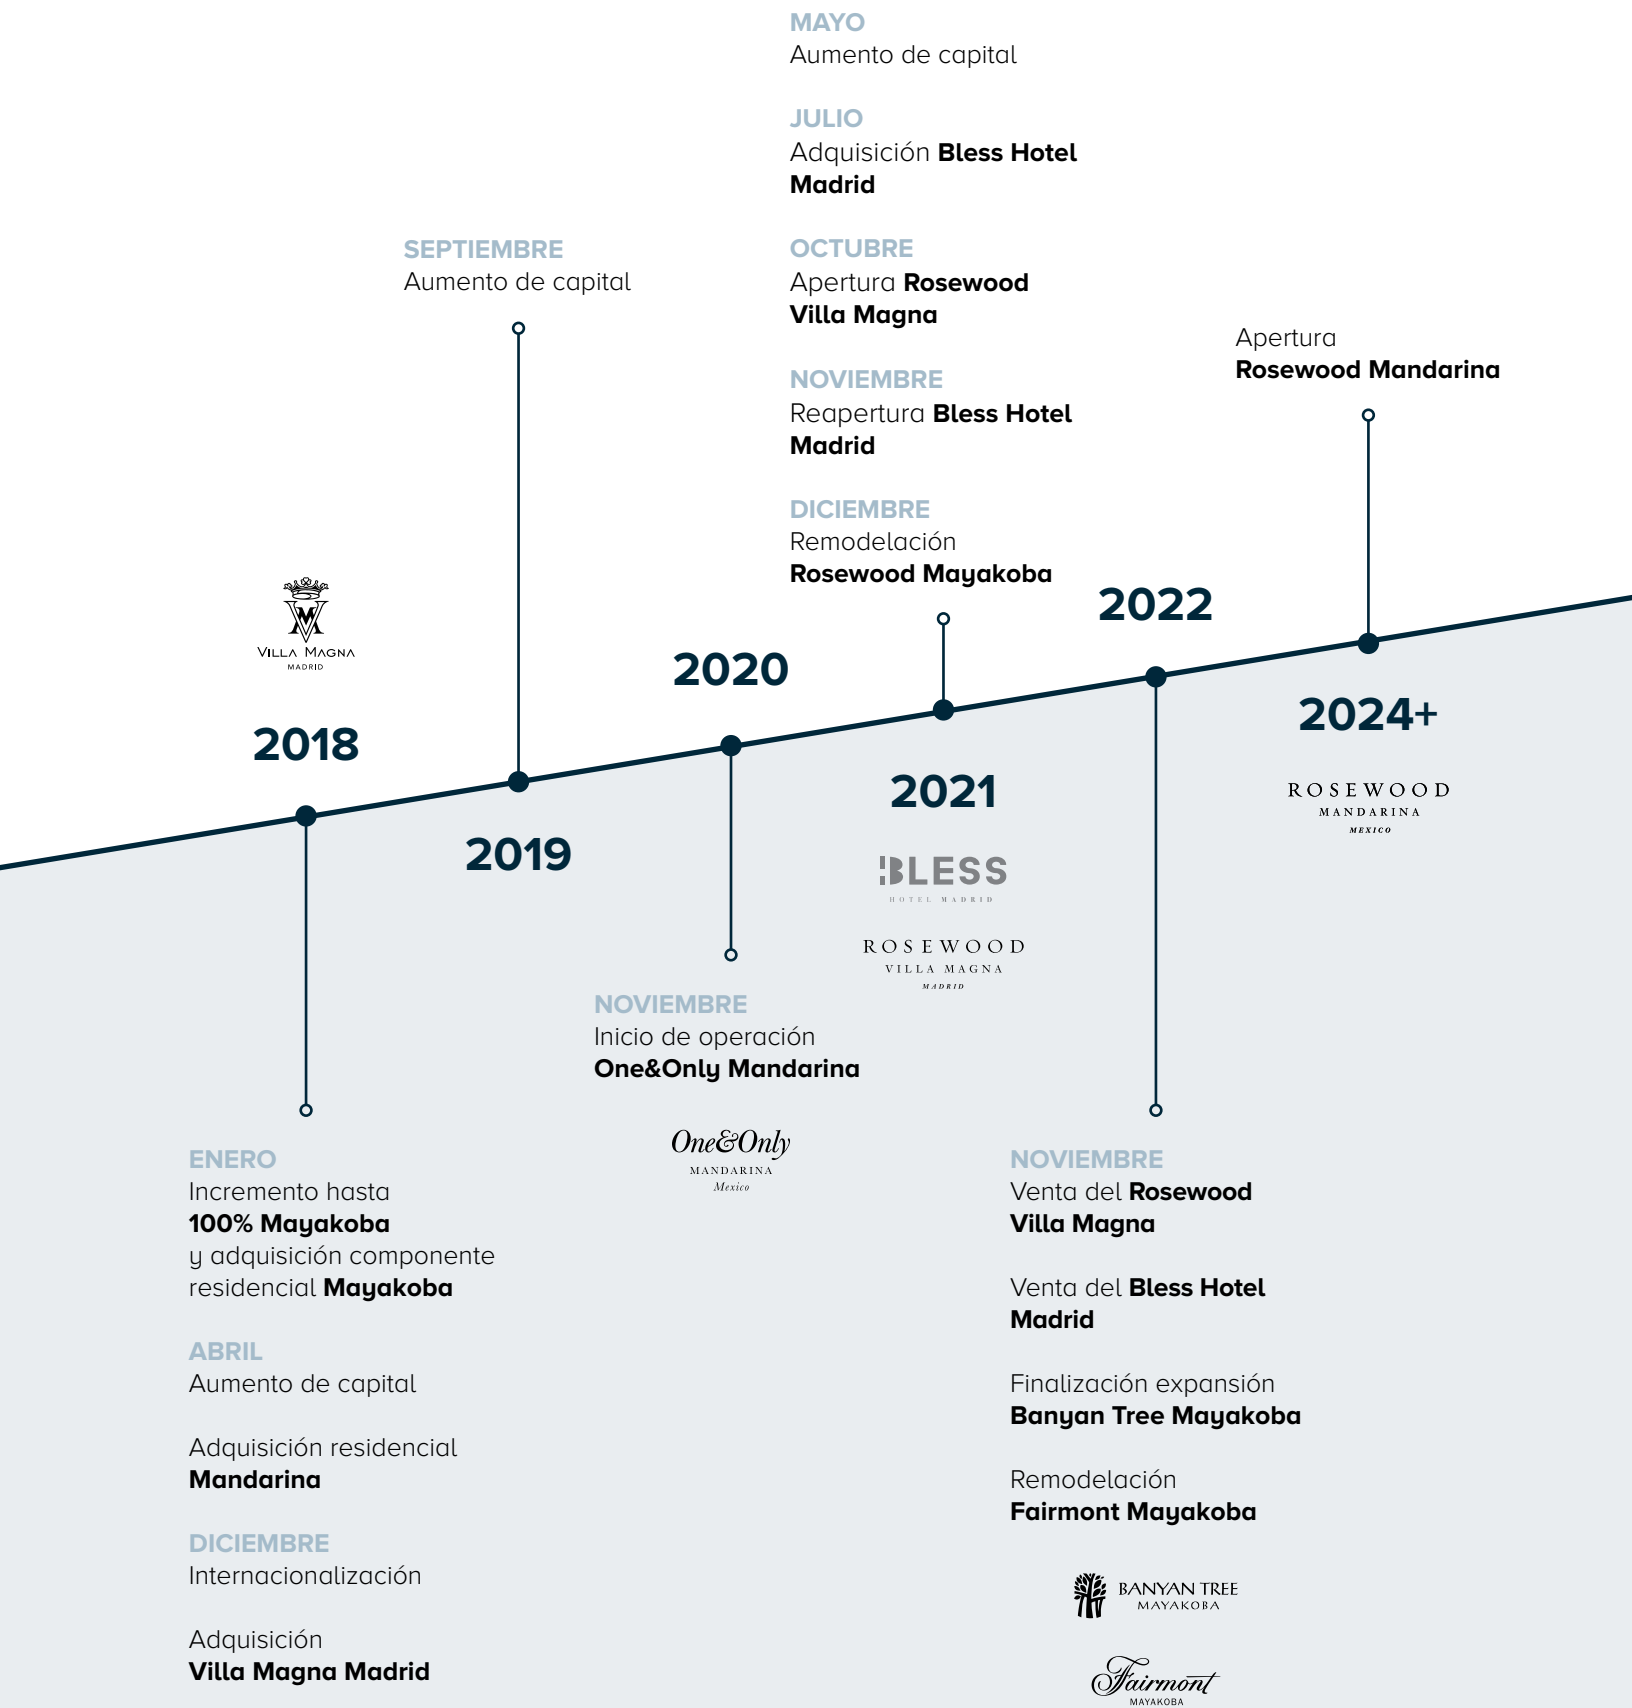 2018
VILLA MAGNA
MADRID
ENERO
Incremento hasta
100% Mayakoba
y adquisición componente
residencial Mayakoba
ABRIL
Aumento de capital
Adquisición residencial
Mandarina
DICIEMBRE
Internacionalización
Adquisición
Villa Magna Madrid
SEPTIEMBRE
Aumento de capital
2019
2020
NOVIEMBRE
Inicio de operación
One&Only Mandarina
One&Only
MANDARINA
Mexico
MAYO
Aumento de capital
JULIO
Adquisición Bless Hotel
Madrid
OCTUBRE
Apertura Rosewood
Villa Magna
NOVIEMBRE
Reapertura Bless Hotel
Madrid
DICIEMBRE
Remodelación
Rosewood Mayakoba
2021
BLESS
HOTEL MADRID
ROSEWOOD
VILLA MAGNA
MADRID
2022
NOVIEMBRE
Venta del Rosewood
Villa Magna
Venta del Bless Hotel
Madrid
Finalización expansión
Banyan Tree Mayakoba
Remodelación
Fairmont Mayakoba
BANYAN TREE
MAYAKOBA
Fairmont
MAYAKOBA
Apertura
Rosewood Mandarina
2024+
ROSEWOOD
MANDARINA
MEXICO